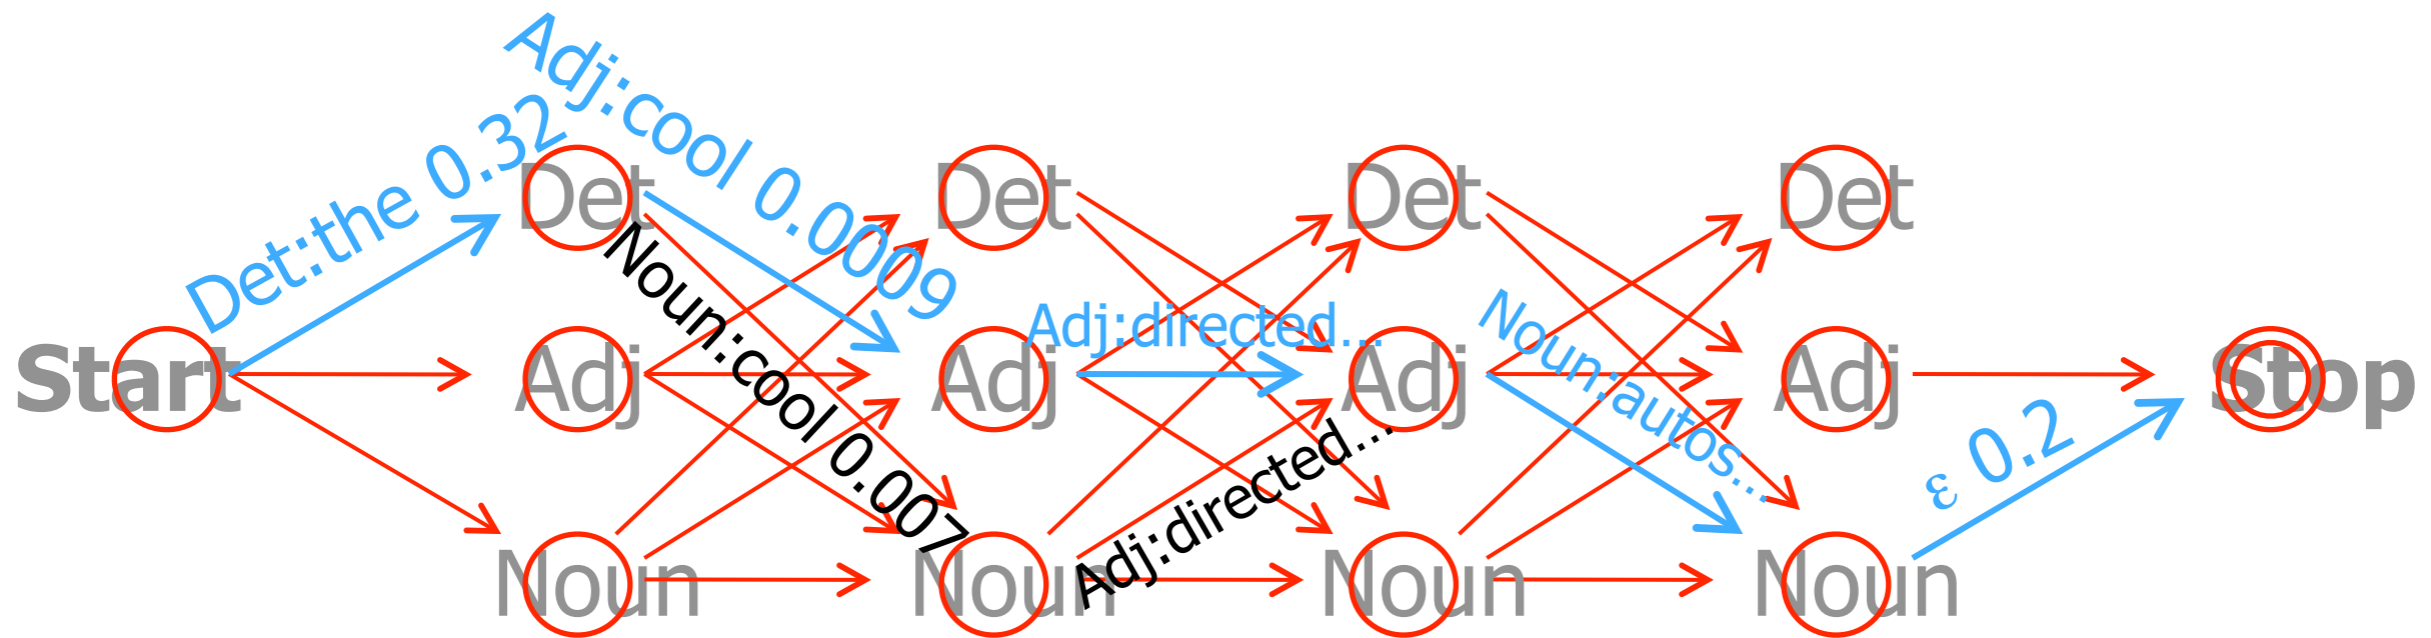 Adj:cool 0.0009
Det:the 0.32
Det
Det
Det
Det
Noun:cool 0.007
Adj:directed...
Noun:autos...
Start
Adj
Adj
Adj
Adj
Stop
Adj:directed...
ε 0.2
Noun
Noun
Noun
Noun